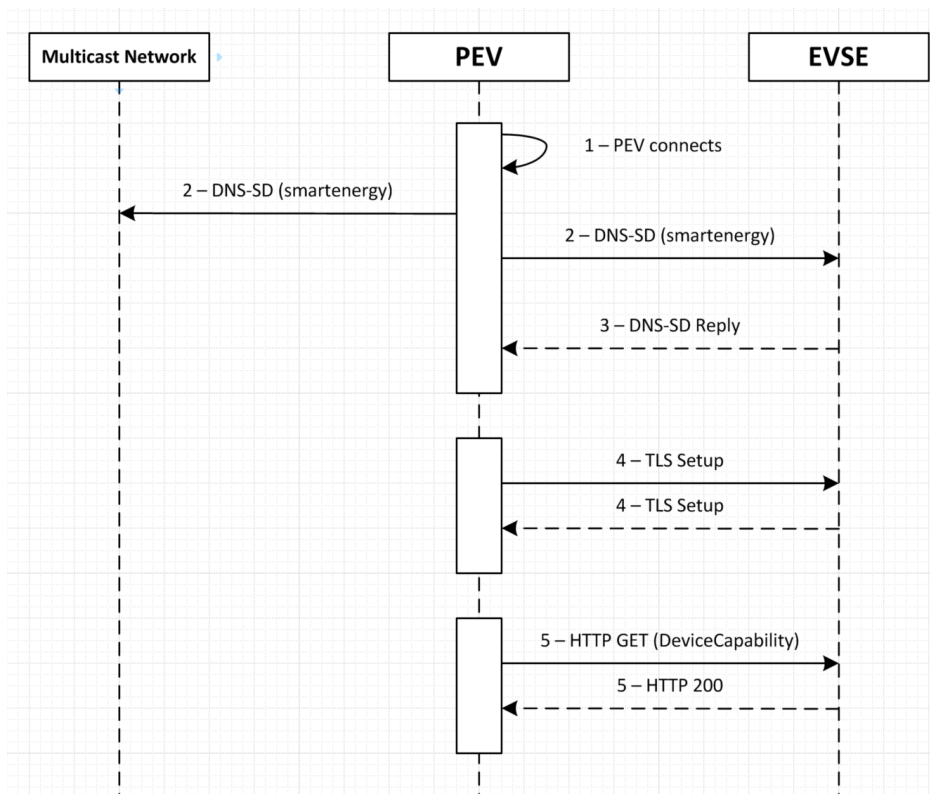 Multicast Network
PEV
EVSE
1 – PEV connects
2 – DNS-SD (smartenergy)
2 – DNS-SD (smartenergy)
3 – DNS-SD Reply
4 – TLS Setup
4 – TLS Setup
5 – HTTP GET (DeviceCapability)
5 – HTTP 200